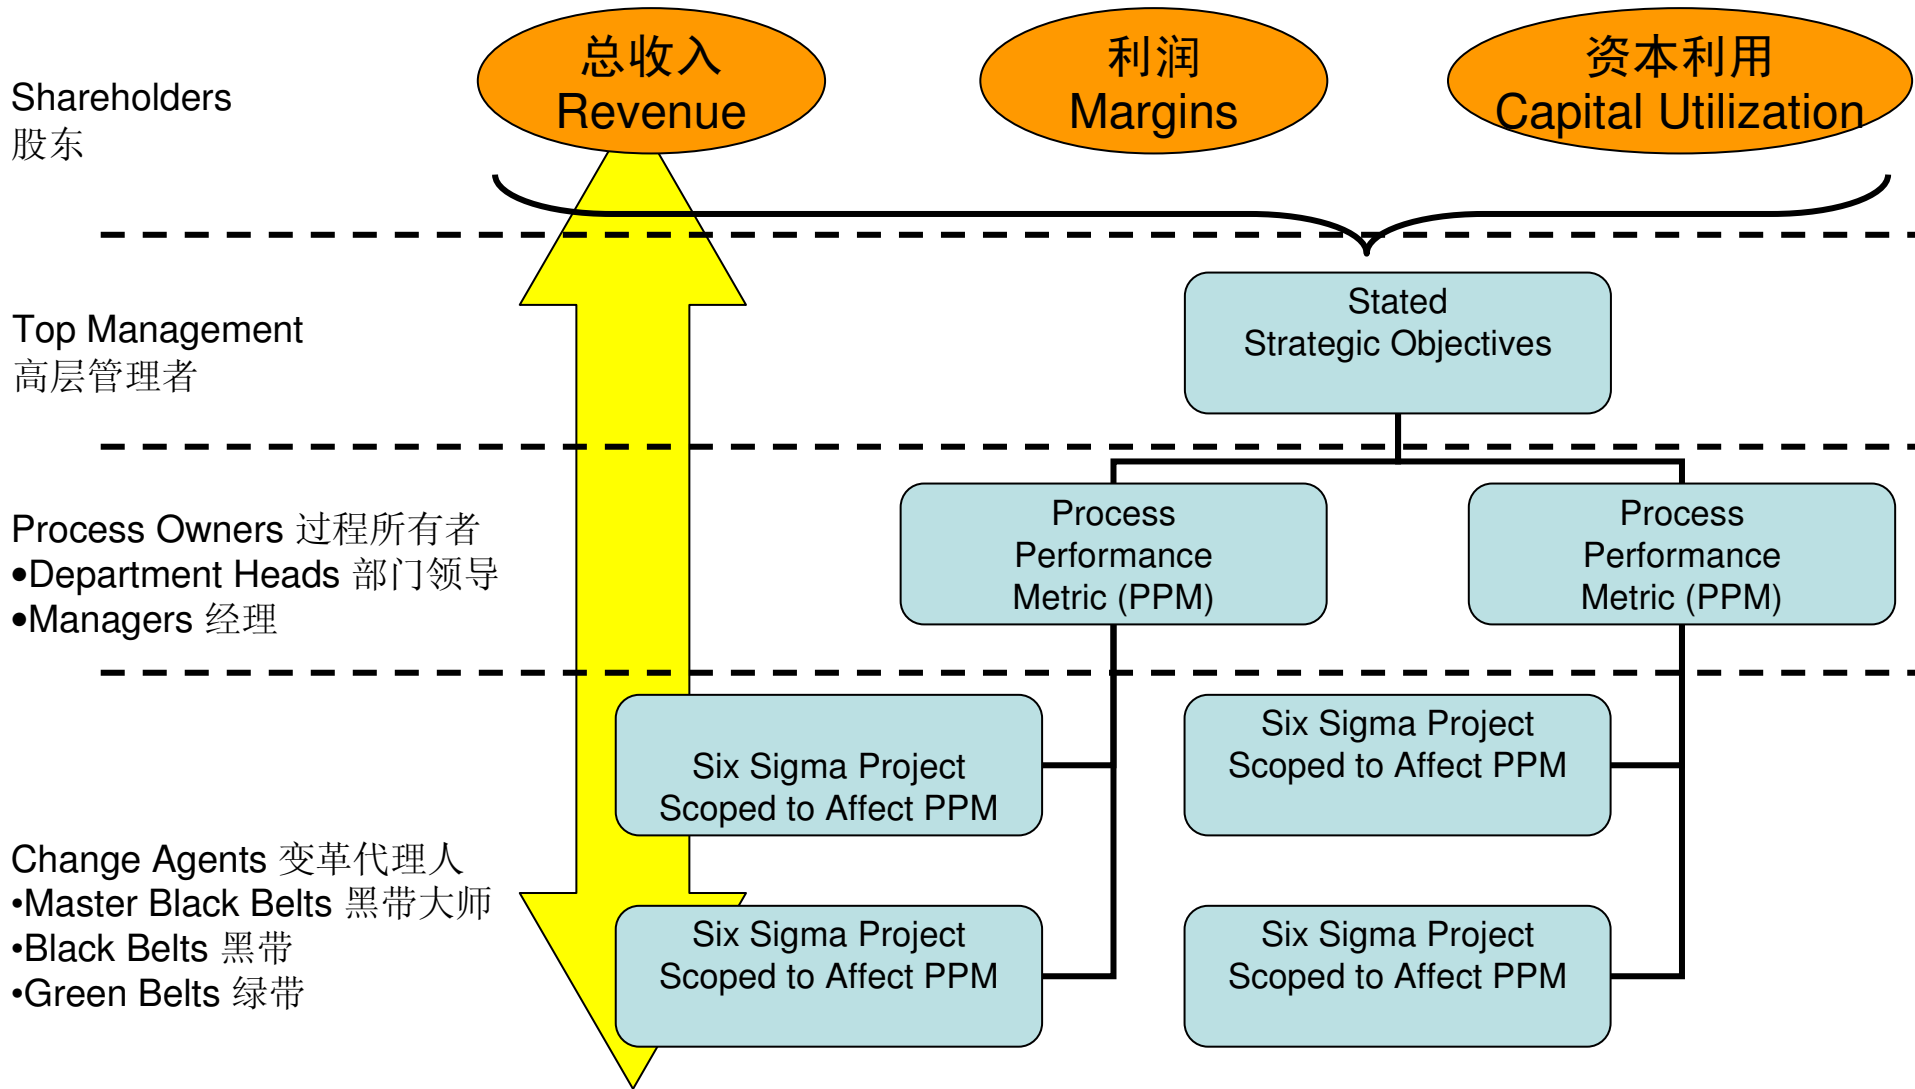 总收入
Revenue
利润
Margins
资本利用
Capital Utilization
Shareholders
股东
Top Management
高层管理者
Stated
Strategic Objectives
Process Owners 过程所有者
•Department Heads 部门领导
•Managers 经理
Process
Performance
Metric (PPM)
Process
Performance
Metric (PPM)
Six Sigma Project
Scoped to Affect PPM
Six Sigma Project
Scoped to Affect PPM
Change Agents 变革代理人
•Master Black Belts 黑带大师
•Black Belts 黑带
•Green Belts 绿带
Six Sigma Project
Scoped to Affect PPM
Six Sigma Project
Scoped to Affect PPM